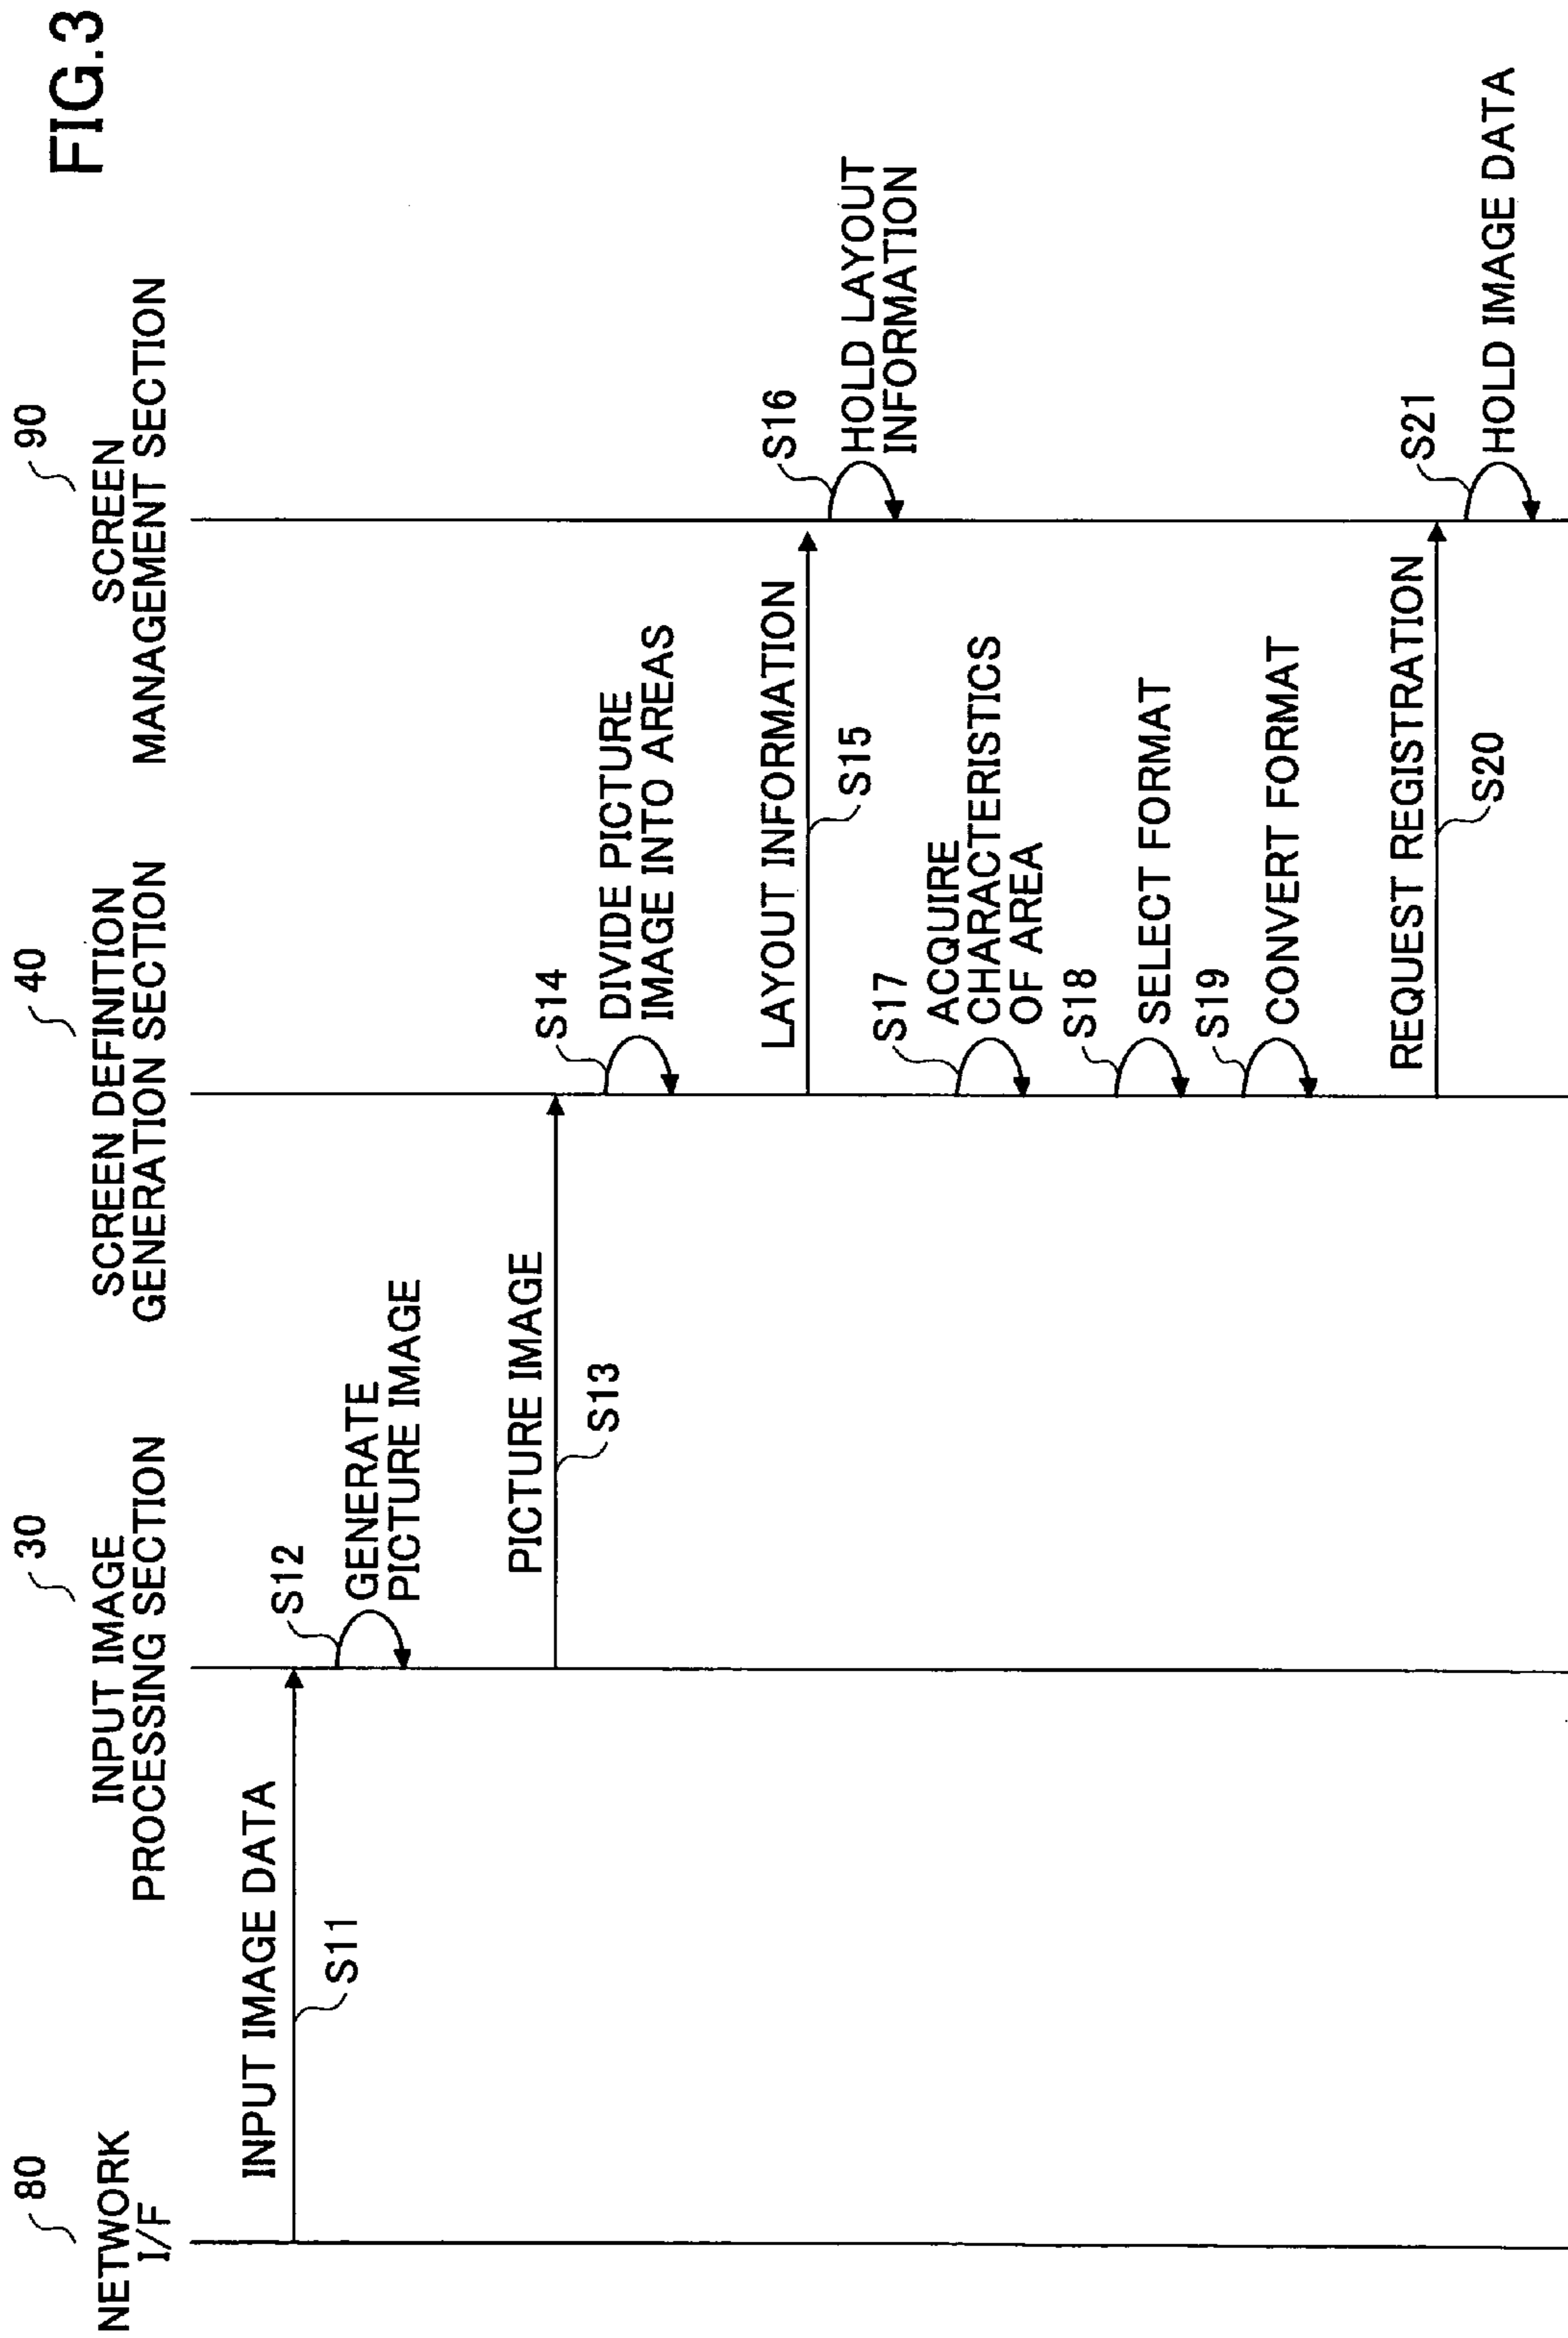 FIG.3
80
NETWORK
I/F
30
INPUT IMAGE
PROCESSING SECTION
40
SCREEN DEFINITION
GENERATION SECTION
90
SCREEN
MANAGEMENT SECTION
INPUT IMAGE DATA
S11
S12
GENERATE
PICTURE IMAGE
PICTURE IMAGE
S13
S14
DIVIDE PICTURE
IMAGE INTO AREAS
LAYOUT INFORMATION
S15
S16
HOLD LAYOUT
INFORMATION
S17
ACQUIRE
CHARACTERISTICS
OF AREA
S18
SELECT FORMAT
S19
CONVERT FORMAT
REQUEST REGISTRATION
S20
S21
HOLD IMAGE DATA